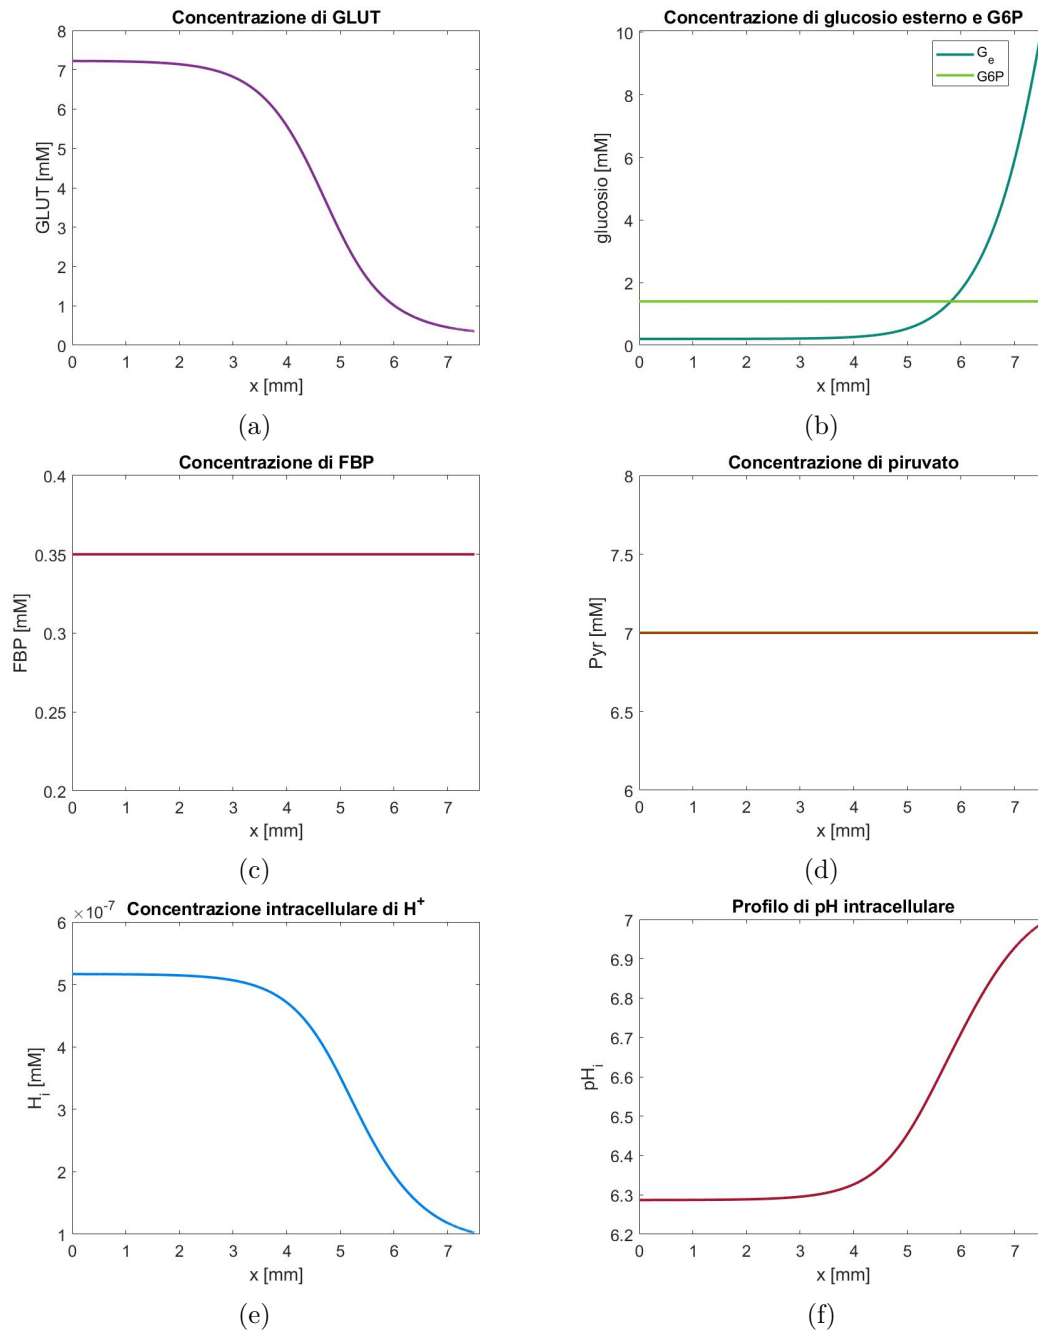 Concentrazione di GLUT
GLUT [mM]
8
7
6
5
4
3
2
1
0
0 1 2 3 4 5 6 7
x [mm]
(a)
Concentrazione di glucosio esterno e G6P
glucosio [mM]
10
8
6
4
2
0
G_e
G6P
0 1 2 3 4 5 6 7
x [mm]
(b)
Concentrazione di FBP
FBP [mM]
0.4
0.35
0.3
0.25
0.2
0 1 2 3 4 5 6 7
x [mm]
(c)
Concentrazione di piruvato
Pyr [mM]
8
7.5
7
6.5
6
0 1 2 3 4 5 6 7
x [mm]
(d)
×10⁻⁷
Concentrazione intracellulare di H⁺
H_i [mM]
6
5
4
3
2
1
0 1 2 3 4 5 6 7
x [mm]
(e)
Profilo di pH intracellulare
pH_i
7
6.9
6.8
6.7
6.6
6.5
6.4
6.3
6.2
0 1 2 3 4 5 6 7
x [mm]
(f)